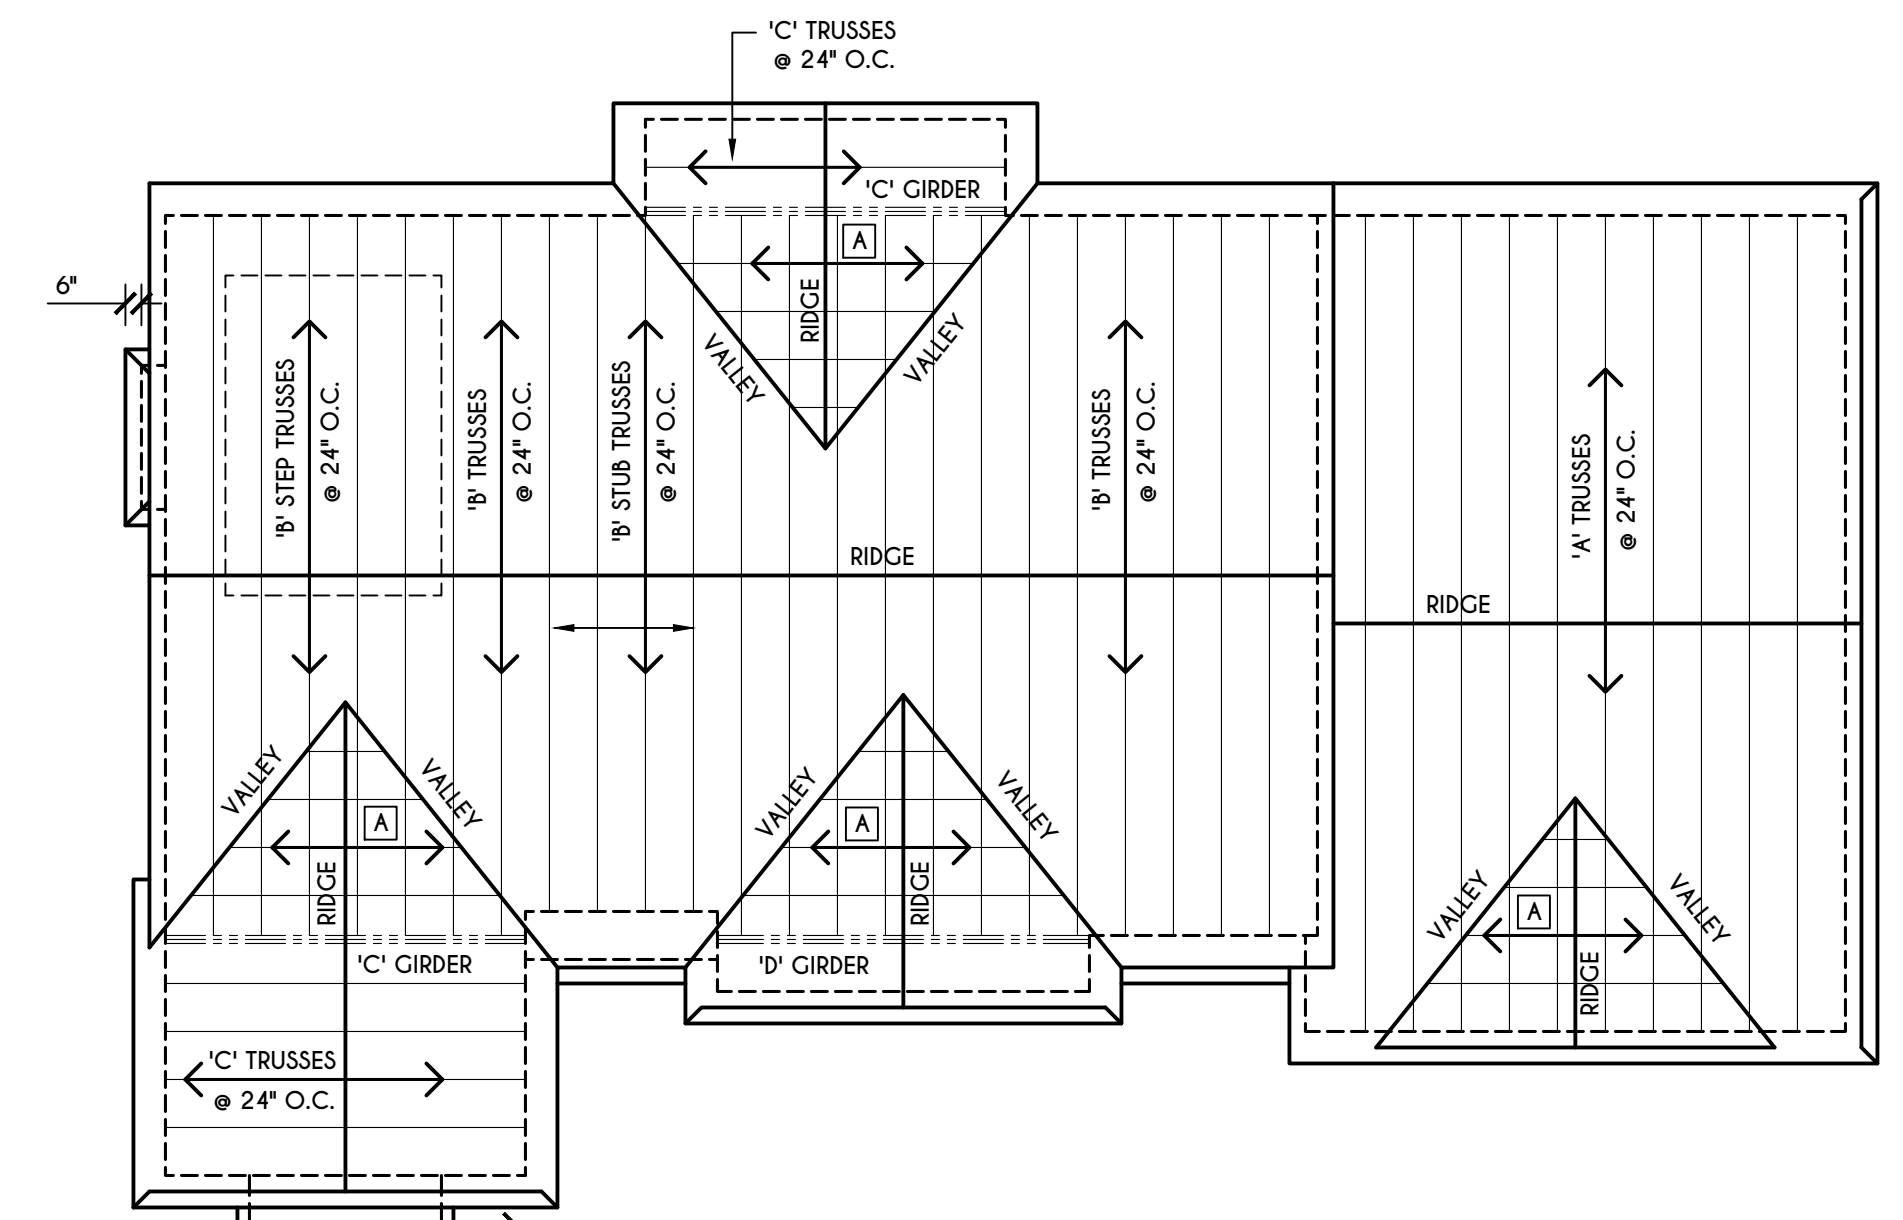 'C' TRUSSES
@ 24" O.C.
'C' GIRDER
A
RIDGE
VALLEY
VALLEY
6"
'B' STEP TRUSSES
@ 24" O.C.
'B' TRUSSES
@ 24" O.C.
'B' STUB TRUSSES
@ 24" O.C.
'B' TRUSSES
@ 24" O.C.
'A' TRUSSES
@ 24" O.C.
RIDGE
RIDGE
VALLEY
VALLEY
A
RIDGE
'C' GIRDER
VALLEY
VALLEY
A
RIDGE
'D' GIRDER
VALLEY
VALLEY
A
RIDGE
'C' TRUSSES
@ 24" O.C.